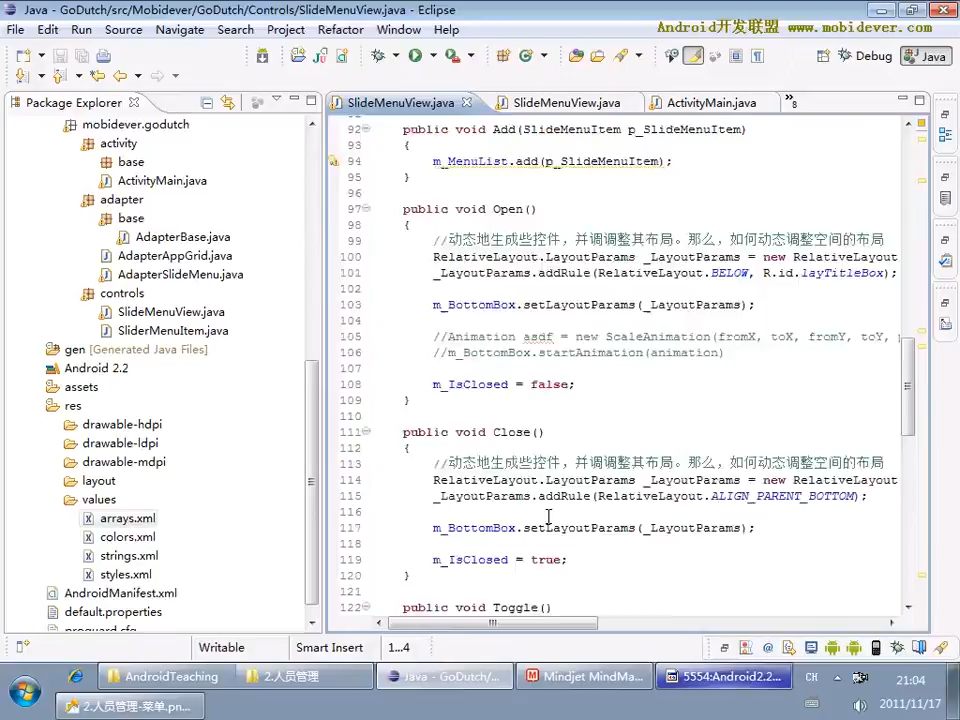 Java - GoDutch/src/Mobidever/GoDutch/Controls/SlideMenuView.java - Eclipse
File Edit Run Source Navigate Search Project Refactor Window Help
Android开发联盟 www.mobidever.com
Debug Java
Package Explorer
SlideMenuView.java SlideMenuView.java ActivityMain.java »8
mobidever.godutch
activity
base
ActivityMain.java
adapter
base
AdapterBase.java
AdapterAppGrid.java
AdapterSlideMenu.java
controls
SlideMenuView.java
SliderMenuItem.java
gen [Generated Java Files]
Android 2.2
assets
res
drawable-hdpi
drawable-ldpi
drawable-mdpi
layout
values
arrays.xml
colors.xml
strings.xml
styles.xml
AndroidManifest.xml
default.properties
proguard.cfg
92 public void Add(SlideMenuItem p_SlideMenuItem)
93 {
94 m_MenuList.add(p_SlideMenuItem);
95 }
96
97 public void Open()
98 {
99 //动态地生成些控件，并调调整其布局。那么，如何动态调整空间的布局
100 RelativeLayout.LayoutParams _LayoutParams = new RelativeLayout
101 _LayoutParams.addRule(RelativeLayout.BELOW, R.id.layTitleBox);
102
103 m_BottomBox.setLayoutParams(_LayoutParams);
104
105 //Animation asdf = new ScaleAnimation(fromX, toX, fromY, toY,
106 //m_BottomBox.startAnimation(animation)
107
108 m_IsClosed = false;
109 }
110
111 public void Close()
112 {
113 //动态地生成些控件，并调调整其布局。那么，如何动态调整空间的布局
114 RelativeLayout.LayoutParams _LayoutParams = new RelativeLayout
115 _LayoutParams.addRule(RelativeLayout.ALIGN_PARENT_BOTTOM);
116
117 m_BottomBox.setLayoutParams(_LayoutParams);
118
119 m_IsClosed = true;
120 }
121
122 public void Toggle()
Writable Smart Insert 1...4
AndroidTeaching 2.人员管理 Java - GoDutch/... Mindjet MindMa... 5554:Android2.2... CH 21:04
2.人员管理-菜单.pn... 2011/11/17